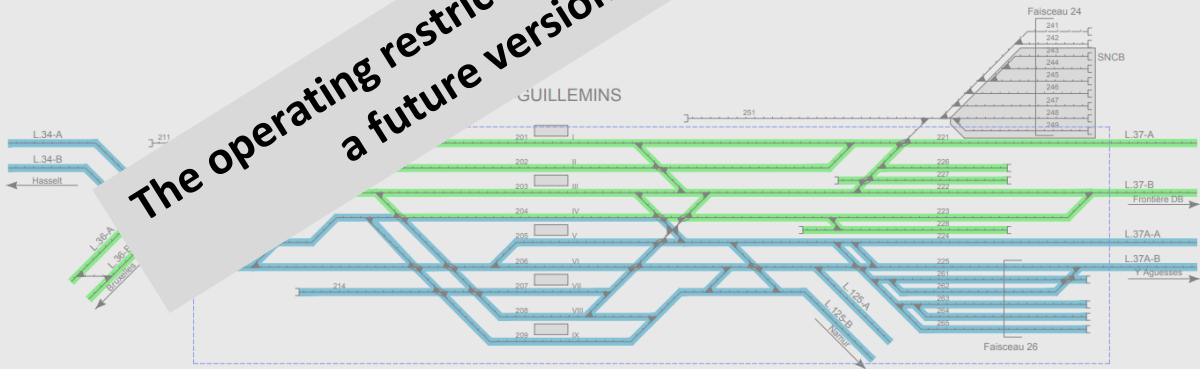 The operating restric
a future version
GUILLEMINS
Faisceau 24
241
242
243
244
245
246
247
248
249
SNCB
251
L.34-A
211
L.34-B
Hasselt
201 I
221
L.37-A
202 II
226
227
203 III
222
L.37-B
Frontière DB
204 IV
223
228
205 V
224
L.37A-A
206 VI
225
L.37A-B
Y Aguesses
261
262
214
207 VII
263
264
208 VIII
265
209 IX
L.36-A
L.36-B
Bruxelles
L.125-A
L.125-B
Namur
Faisceau 26